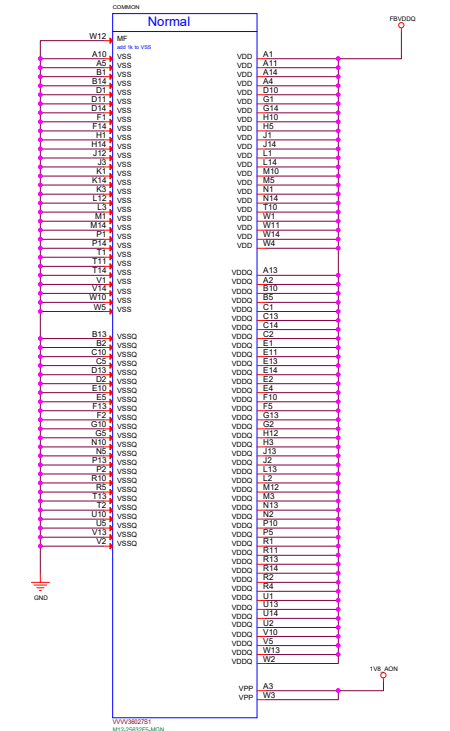 COMMON
Normal
FBVDDQ
W12 MF
add 1k to VSS
A10 VSS
A5 VSS
B1 VSS
B14 VSS
D1 VSS
D11 VSS
D14 VSS
F1 VSS
F14 VSS
H1 VSS
H14 VSS
J12 VSS
J3 VSS
K1 VSS
K14 VSS
K3 VSS
L12 VSS
L3 VSS
M1 VSS
M14 VSS
P1 VSS
P14 VSS
T1 VSS
T11 VSS
T14 VSS
V1 VSS
V14 VSS
W10 VSS
W5 VSS
B13 VSSQ
B2 VSSQ
C10 VSSQ
C5 VSSQ
D13 VSSQ
D2 VSSQ
E10 VSSQ
E5 VSSQ
F13 VSSQ
F2 VSSQ
G10 VSSQ
G5 VSSQ
N10 VSSQ
N5 VSSQ
P13 VSSQ
P2 VSSQ
R10 VSSQ
R5 VSSQ
T13 VSSQ
T2 VSSQ
U10 VSSQ
U5 VSSQ
V13 VSSQ
V2 VSSQ
GND
VDD A1
VDD A11
VDD A14
VDD A4
VDD D10
VDD G1
VDD G14
VDD H10
VDD H5
VDD J1
VDD J14
VDD L1
VDD L14
VDD M10
VDD M5
VDD N1
VDD N14
VDD T10
VDD W1
VDD W11
VDD W14
VDD W4
VDDQ A13
VDDQ A2
VDDQ B10
VDDQ B5
VDDQ C1
VDDQ C13
VDDQ C14
VDDQ C2
VDDQ E1
VDDQ E11
VDDQ E13
VDDQ E14
VDDQ E2
VDDQ E4
VDDQ F10
VDDQ F5
VDDQ G13
VDDQ G2
VDDQ H12
VDDQ H3
VDDQ J13
VDDQ J2
VDDQ L13
VDDQ L2
VDDQ M12
VDDQ M3
VDDQ N13
VDDQ N2
VDDQ P10
VDDQ P5
VDDQ R1
VDDQ R11
VDDQ R13
VDDQ R14
VDDQ R2
VDDQ R4
VDDQ U1
VDDQ U13
VDDQ U14
VDDQ U2
VDDQ V10
VDDQ V5
VDDQ W13
VDDQ W2
1V8_AON
VPP A3
VPP W3
VVVV36027S1